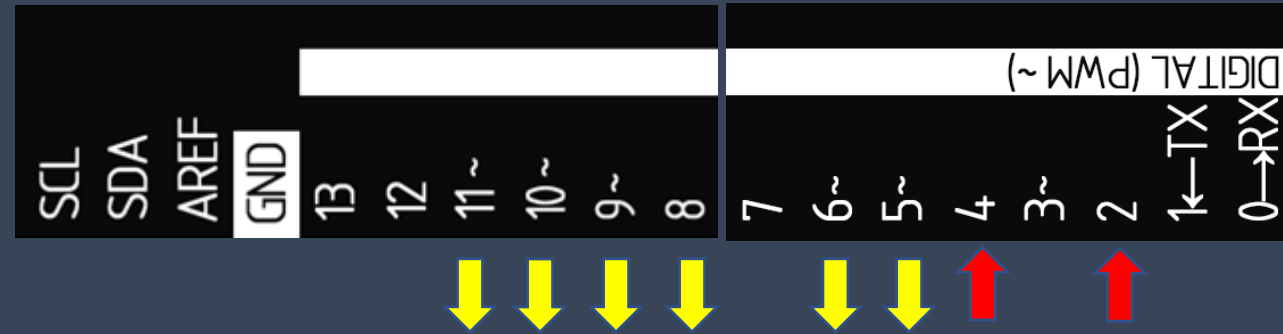 DIGITAL (PWM ~)
SCL
SDA
AREF
GND
13
12
11~
10~
9~
8
7
6~
5~
4
3~
2
1←TX
0→RX